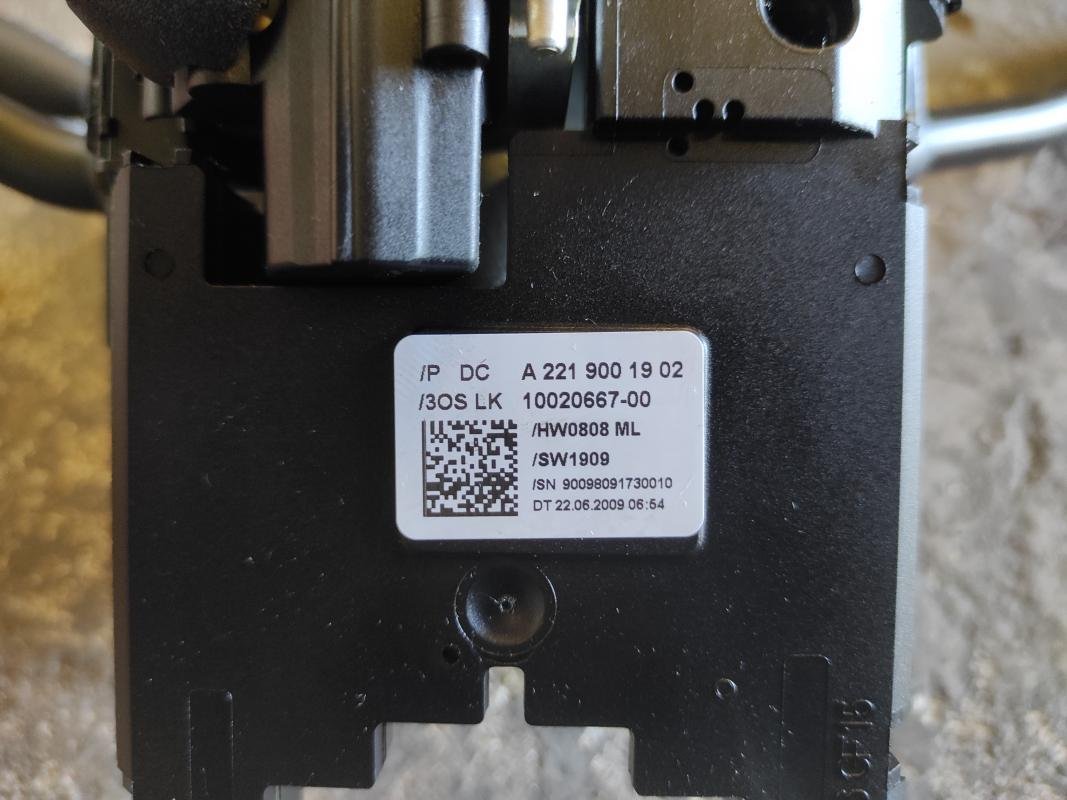 /P DC A 221 900 19 02
/3OS LK 10020667-00
/HW0808 ML
/SW1909
/SN 90098091730010
DT 22.06.2009 06:54